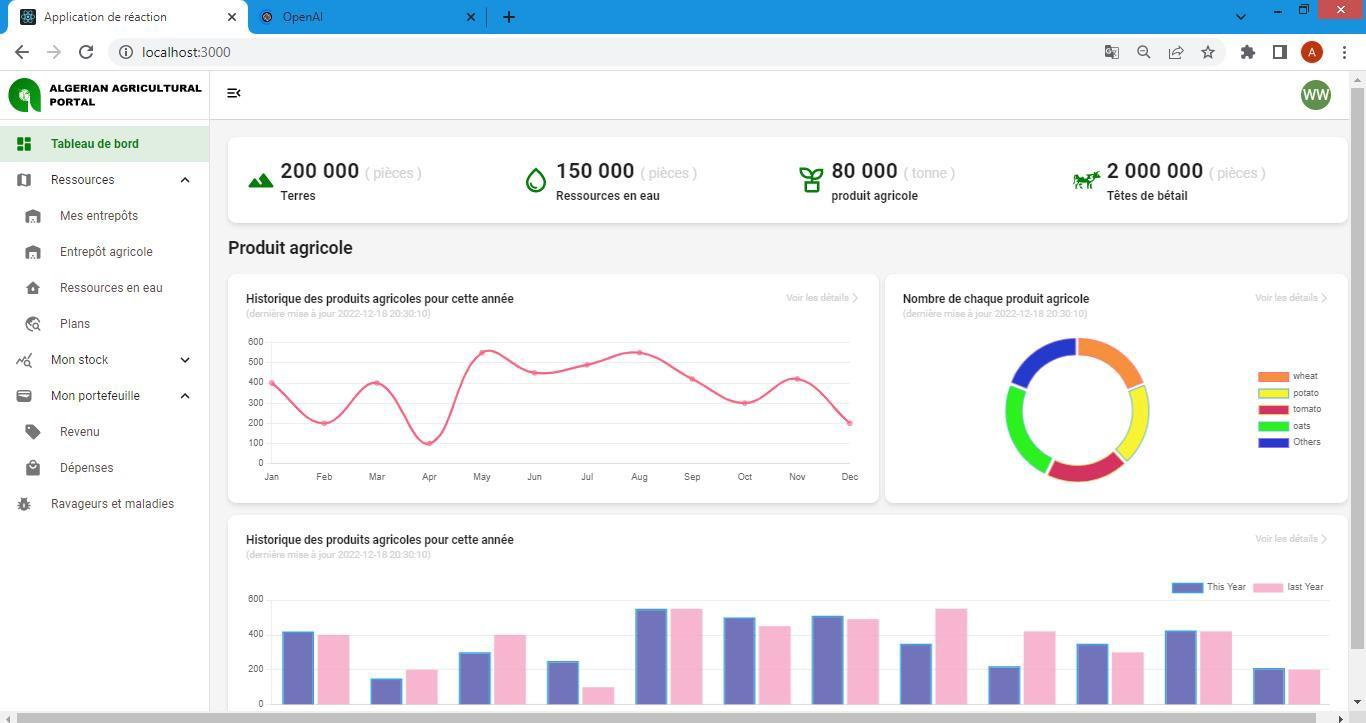 Application de réaction
OpenAI
localhost:3000
A
ALGERIAN AGRICULTURAL
PORTAL
WW
Tableau de bord
Ressources
Mes entrepôts
Entrepôt agricole
Ressources en eau
Plans
Mon stock
Mon portefeuille
Revenu
Dépenses
Ravageurs et maladies
200 000 ( pièces )
Terres
150 000 ( pièces )
Ressources en eau
80 000 ( tonne )
produit agricole
2 000 000 ( pièces )
Têtes de bétail
Produit agricole
Historique des produits agricoles pour cette année
Voir les détails
(dernière mise à jour 2022-12-18 20:30:10)
600
500
400
300
200
100
0
Jan Feb Mar Apr May Jun Jul Aug Sep Oct Nov Dec
Nombre de chaque produit agricole
Voir les détails
(dernière mise à jour 2022-12-18 20:30:10)
wheat
potato
tomato
oats
Others
Historique des produits agricoles pour cette année
Voir les détails
(dernière mise à jour 2022-12-18 20:30:10)
This Year last Year
600
400
200
0